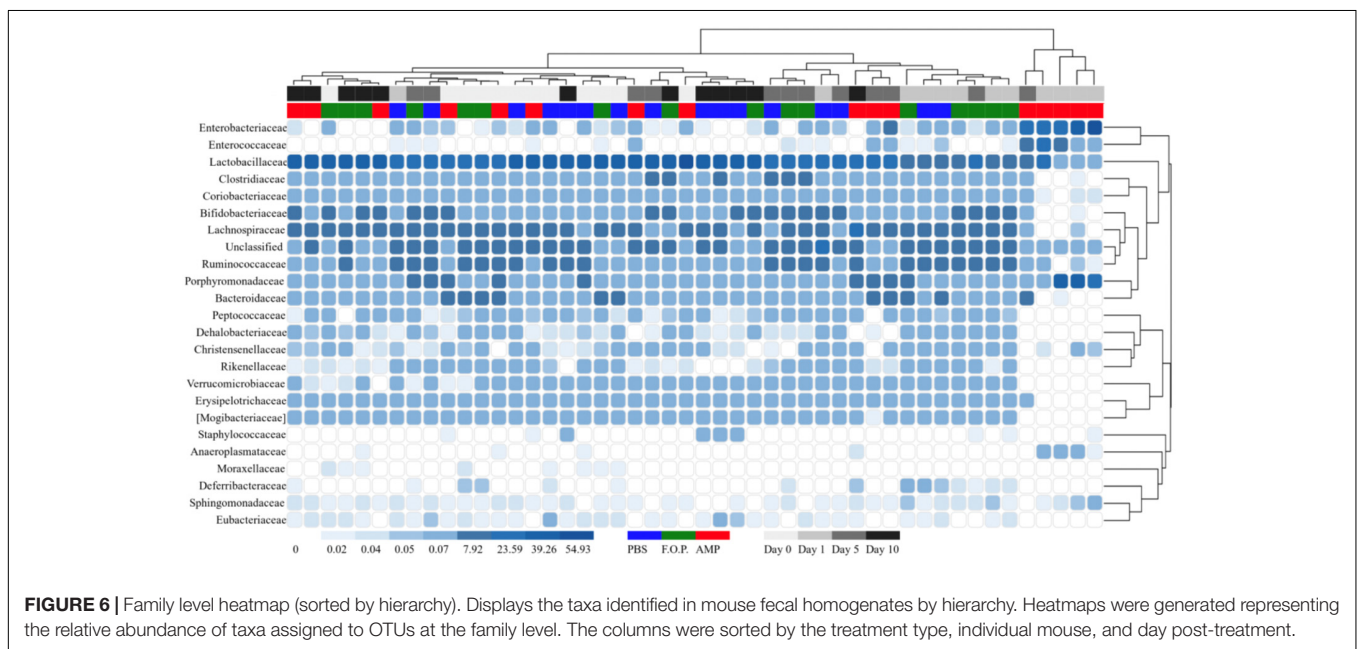 Enterobacteriaceae
Enterococcaceae
Lactobacillaceae
Clostridiaceae
Coriobacteriaceae
Bifidobacteriaceae
Lachnospiraceae
Unclassified
Ruminococcaceae
Porphyromonadaceae
Bacteroidaceae
Peptococcaceae
Dehalobacteriaceae
Christensenellaceae
Rikenellaceae
Verrucomicrobiaceae
Erysipelotrichaceae
[Mogibacteriaceae]
Staphylococcaceae
Anaeroplasmataceae
Moraxellaceae
Deferribacteraceae
Sphingomonadaceae
Eubacteriaceae
0 0.02 0.04 0.05 0.07 7.92 23.59 39.26 54.93 PBS F.O.P. AMP Day 0 Day 1 Day 5 Day 10
FIGURE 6 | Family level heatmap (sorted by hierarchy). Displays the taxa identified in mouse fecal homogenates by hierarchy. Heatmaps were generated representing
the relative abundance of taxa assigned to OTUs at the family level. The columns were sorted by the treatment type, individual mouse, and day post-treatment.